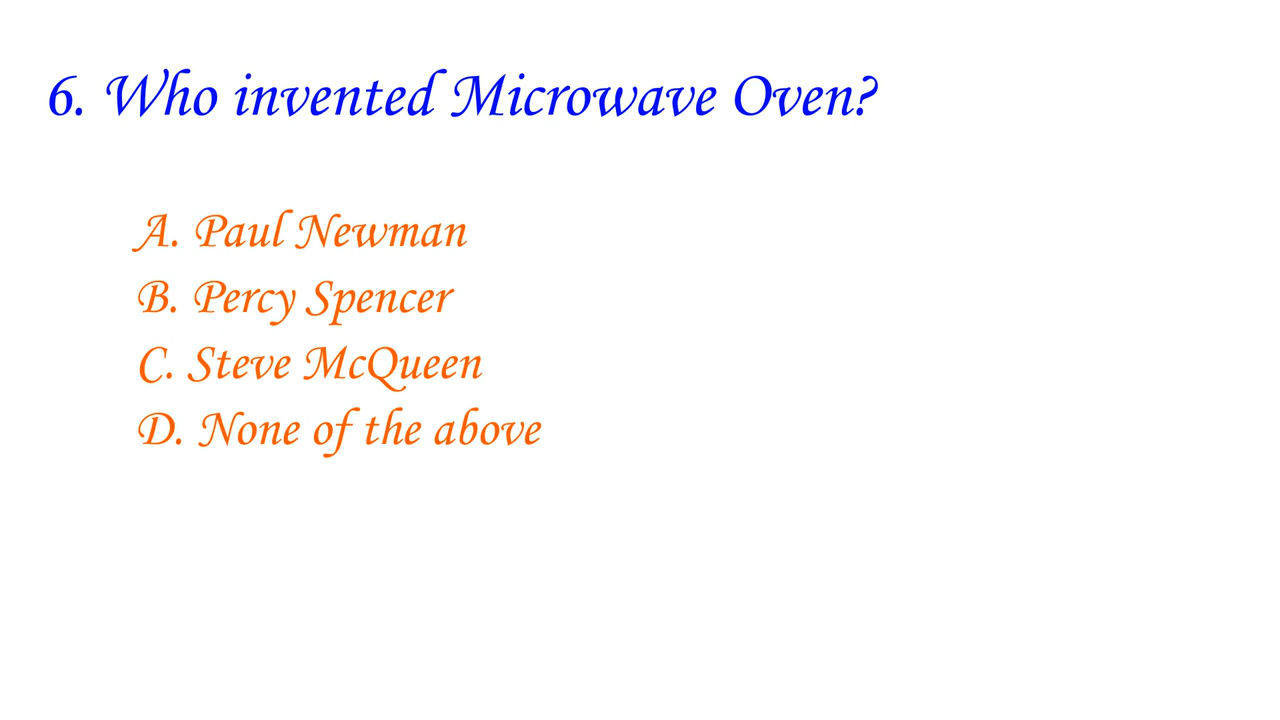 6. Who invented Microwave Oven?
A. Paul Newman
B. Percy Spencer
C. Steve McQueen
D. None of the above